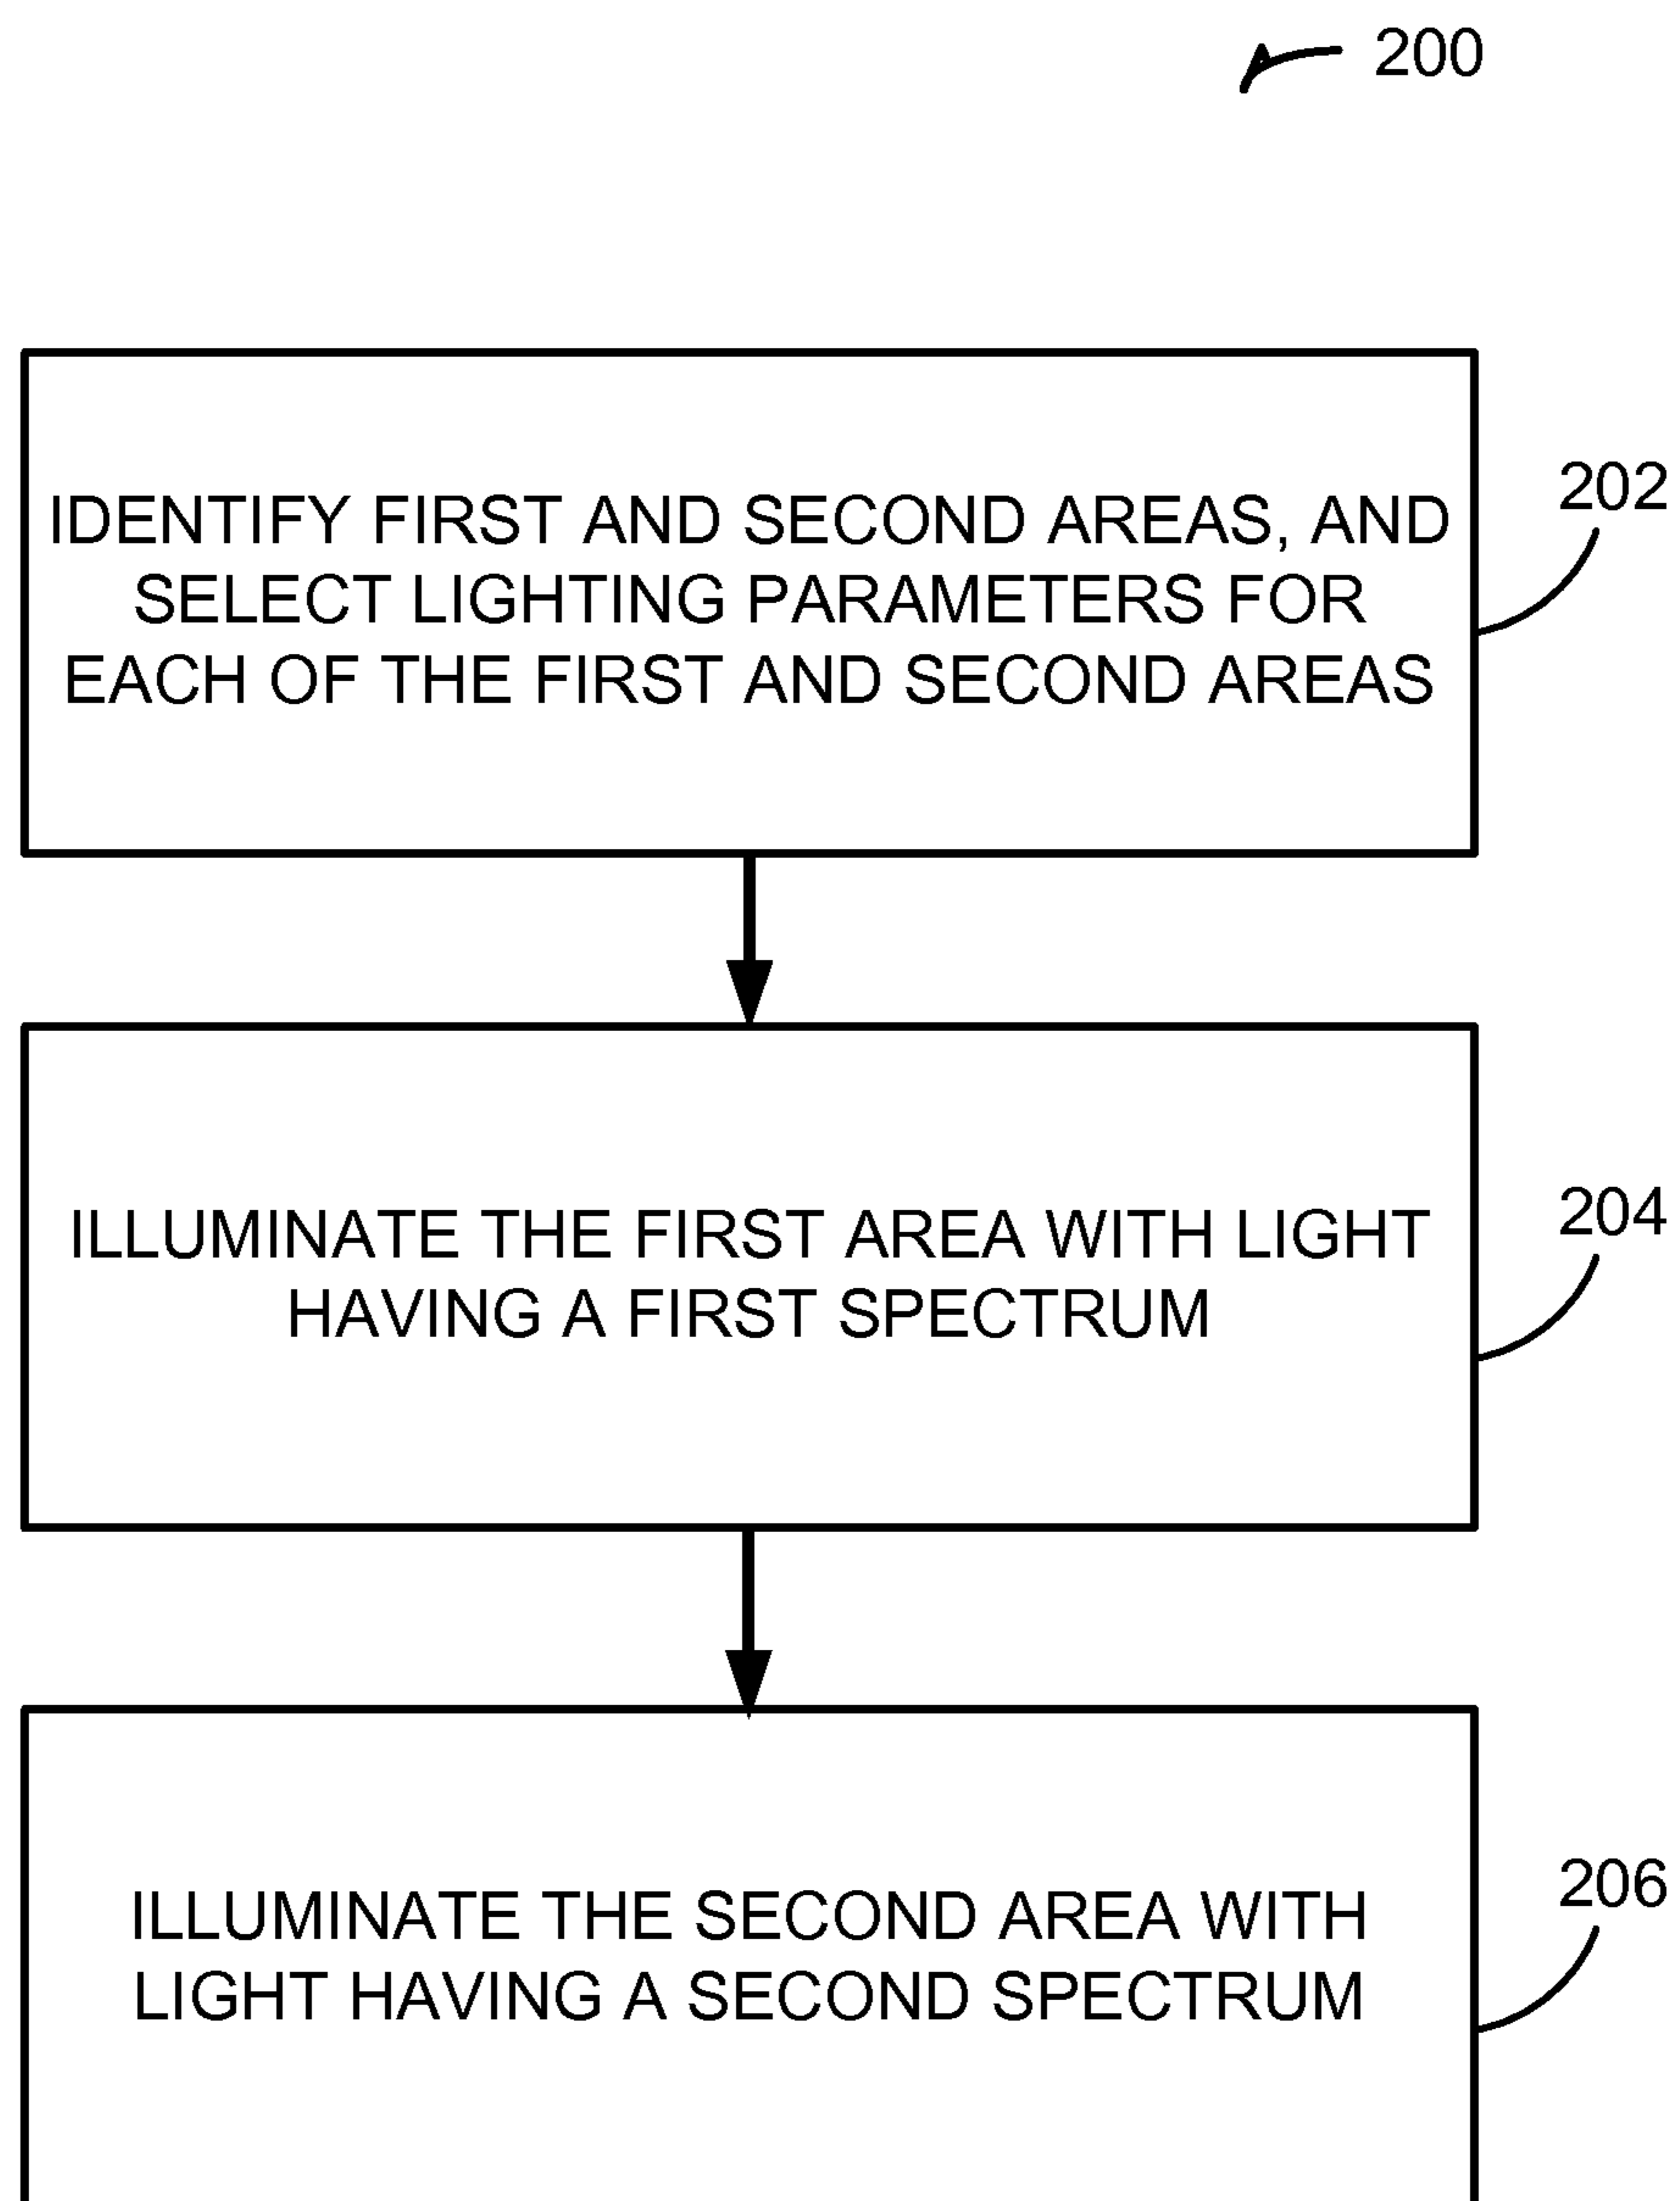 200
IDENTIFY FIRST AND SECOND AREAS, AND
SELECT LIGHTING PARAMETERS FOR
EACH OF THE FIRST AND SECOND AREAS
202
ILLUMINATE THE FIRST AREA WITH LIGHT
HAVING A FIRST SPECTRUM
204
ILLUMINATE THE SECOND AREA WITH
LIGHT HAVING A SECOND SPECTRUM
206